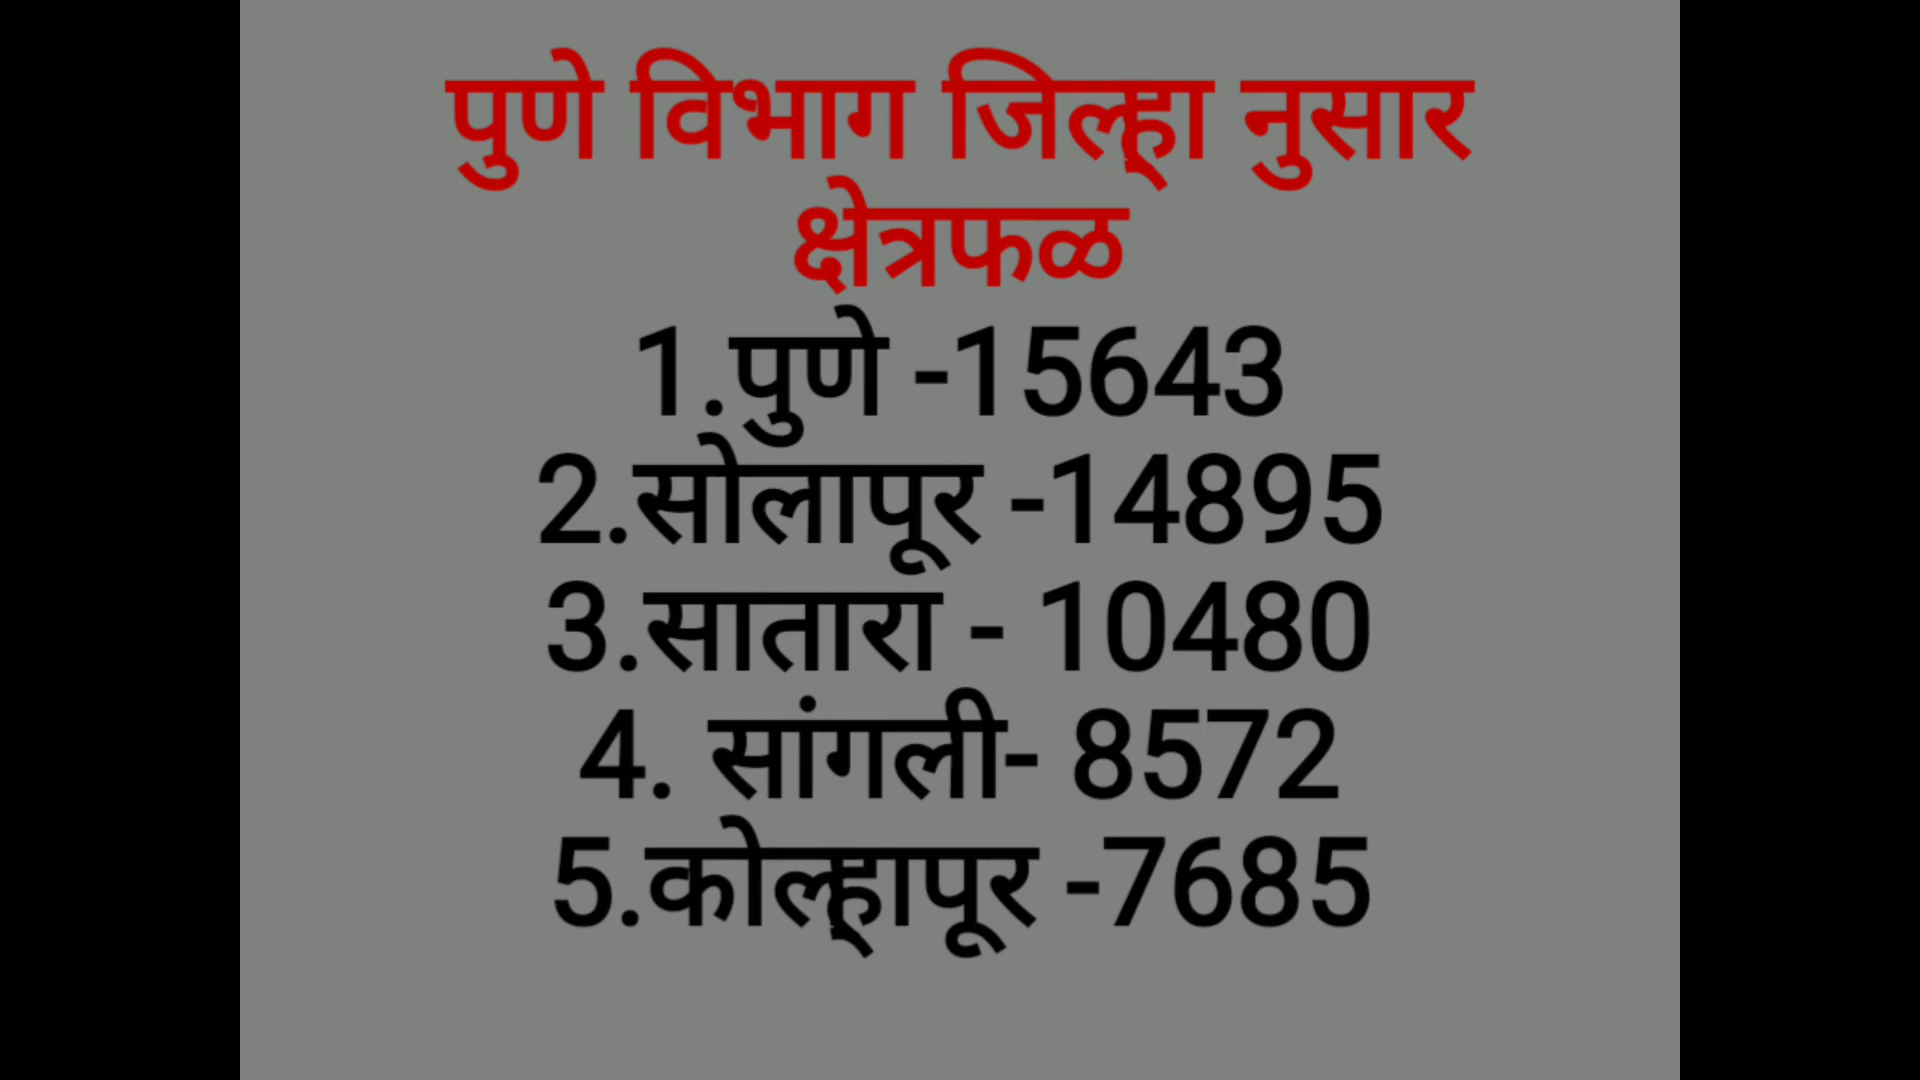 पुणे विभाग जिल्हा नुसार
क्षेत्रफळ
1.पुणे -15643
2.सोलापूर -14895
3.सातारा - 10480
4. सांगली- 8572
5.कोल्हापूर -7685